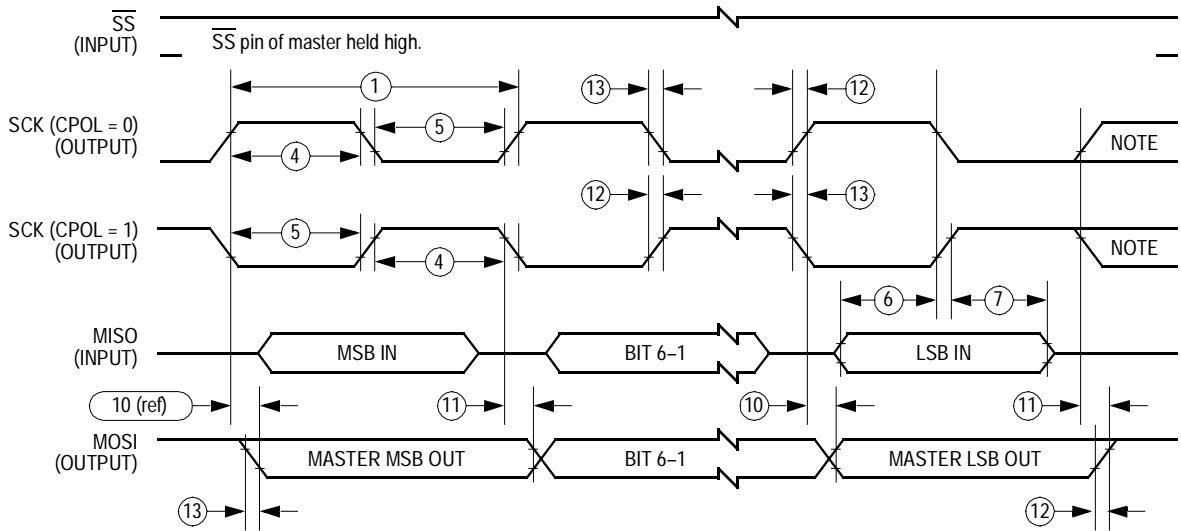 SS
(INPUT)
SS pin of master held high.
1
13
12
SCK (CPOL = 0)
(OUTPUT)
5
4
NOTE
12
13
SCK (CPOL = 1)
(OUTPUT)
5
4
NOTE
6
7
MISO
(INPUT)
MSB IN
BIT 6–1
LSB IN
10 (ref)
11
10
11
MOSI
(OUTPUT)
MASTER MSB OUT
BIT 6–1
MASTER LSB OUT
13
12